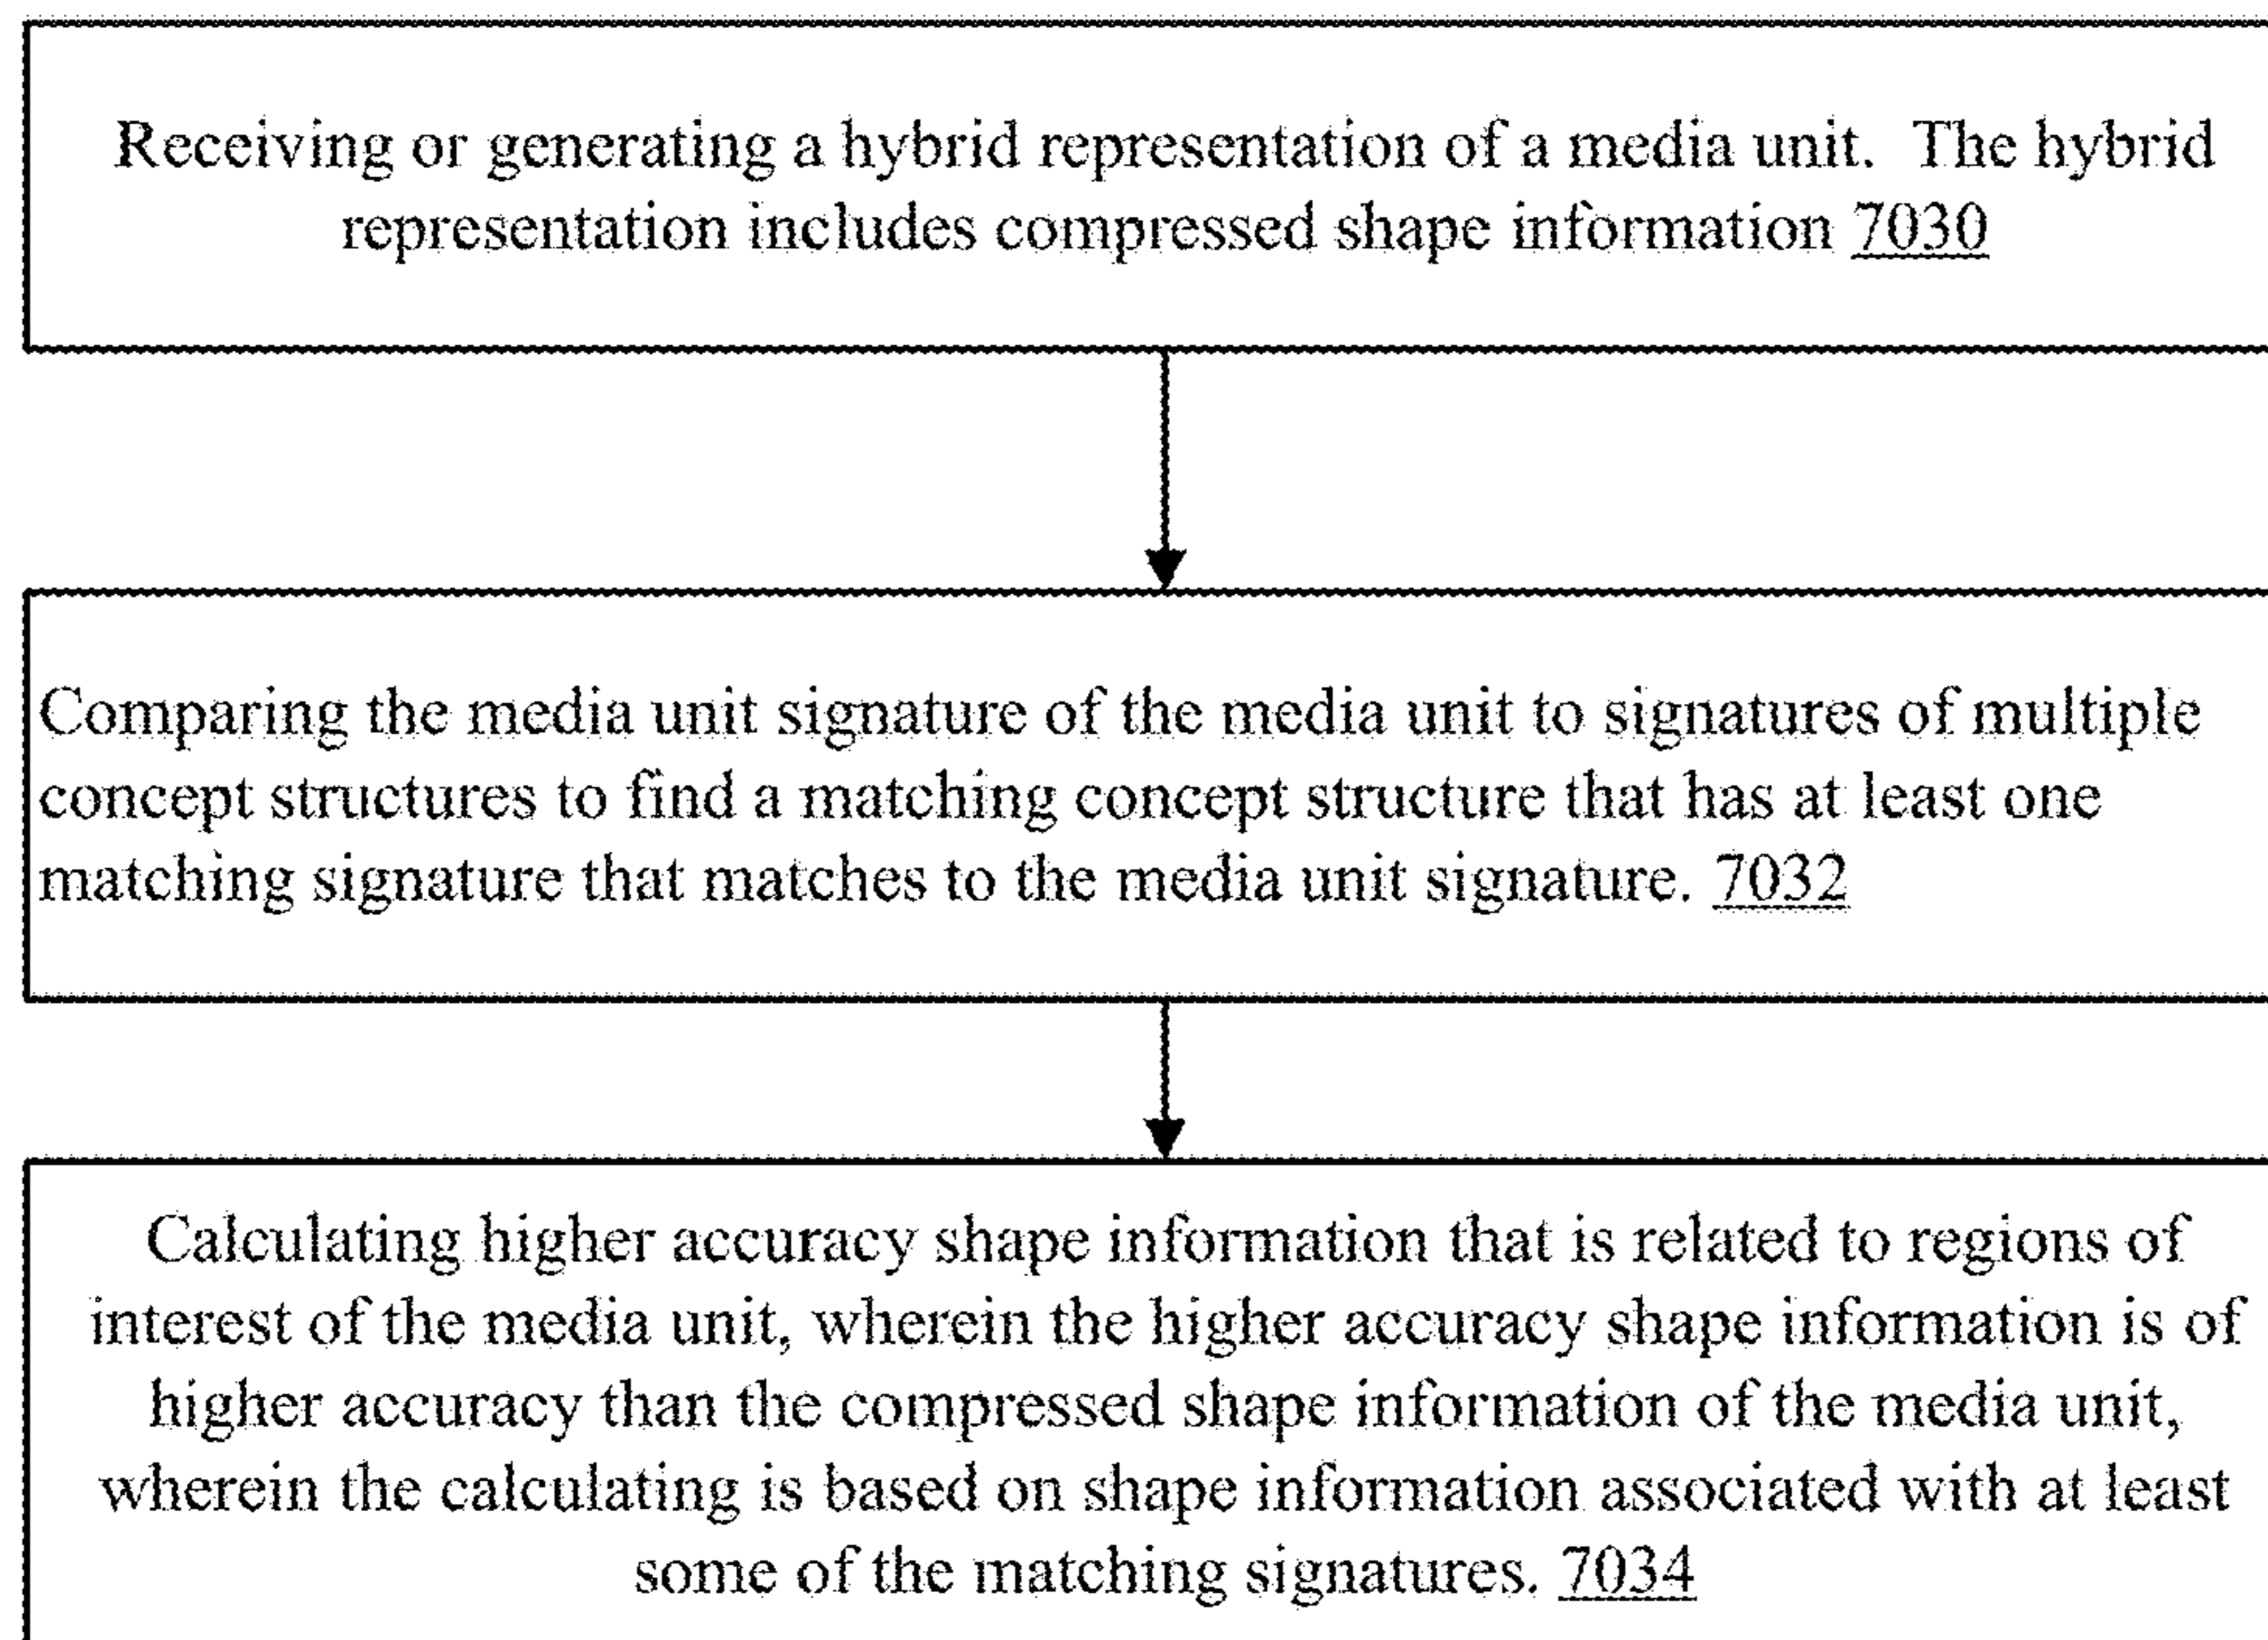 Receiving or generating a hybrid representation of a media unit. The hybrid
representation includes compressed shape information 7030
Comparing the media unit signature of the media unit to signatures of multiple
concept structures to find a matching concept structure that has at least one
matching signature that matches to the media unit signature. 7032
Calculating higher accuracy shape information that is related to regions of
interest of the media unit, wherein the higher accuracy shape information is of
higher accuracy than the compressed shape information of the media unit,
wherein the calculating is based on shape information associated with at least
some of the matching signatures. 7034